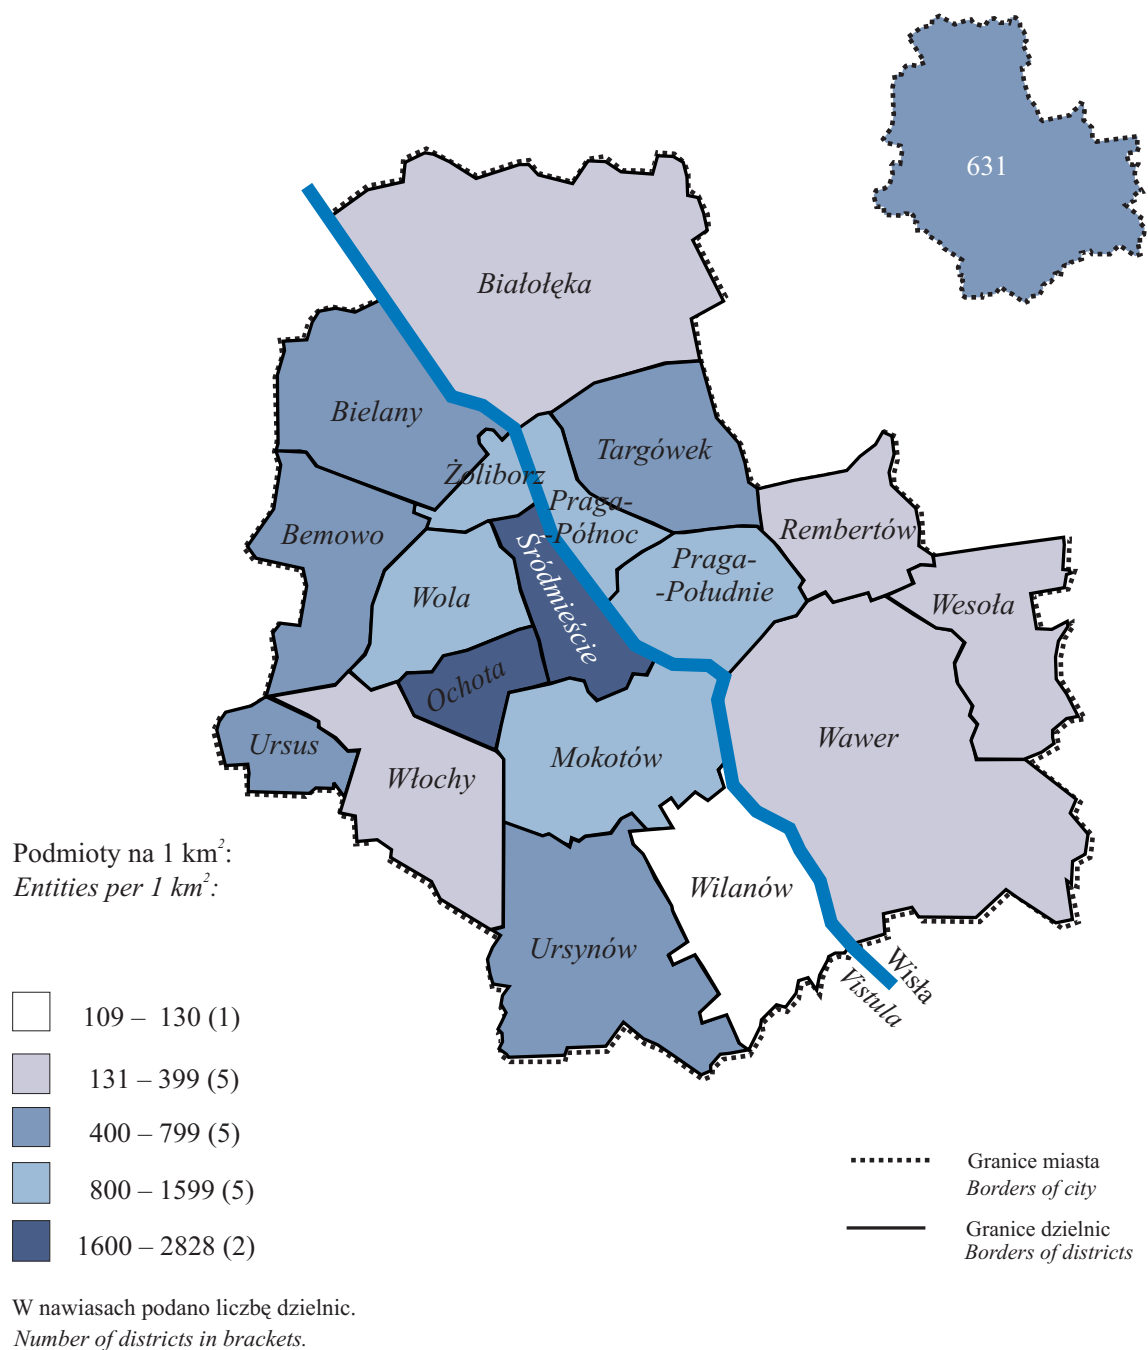 631
Białołęka
Bielany
Targówek
Żoliborz
Praga-
-Północ
Bemowo
Rembertów
Śródmieście
Praga-
-Południe
Wola
Wesoła
Ochota
Ursus
Włochy
Mokotów
Wawer
Wilanów
Ursynów
Wisła
Vistula
Podmioty na 1 km²:
Entities per 1 km²:
109 – 130 (1)
131 – 399 (5)
400 – 799 (5)
800 – 1599 (5)
1600 – 2828 (2)
Granice miasta
Borders of city
Granice dzielnic
Borders of districts
W nawiasach podano liczbę dzielnic.
Number of districts in brackets.